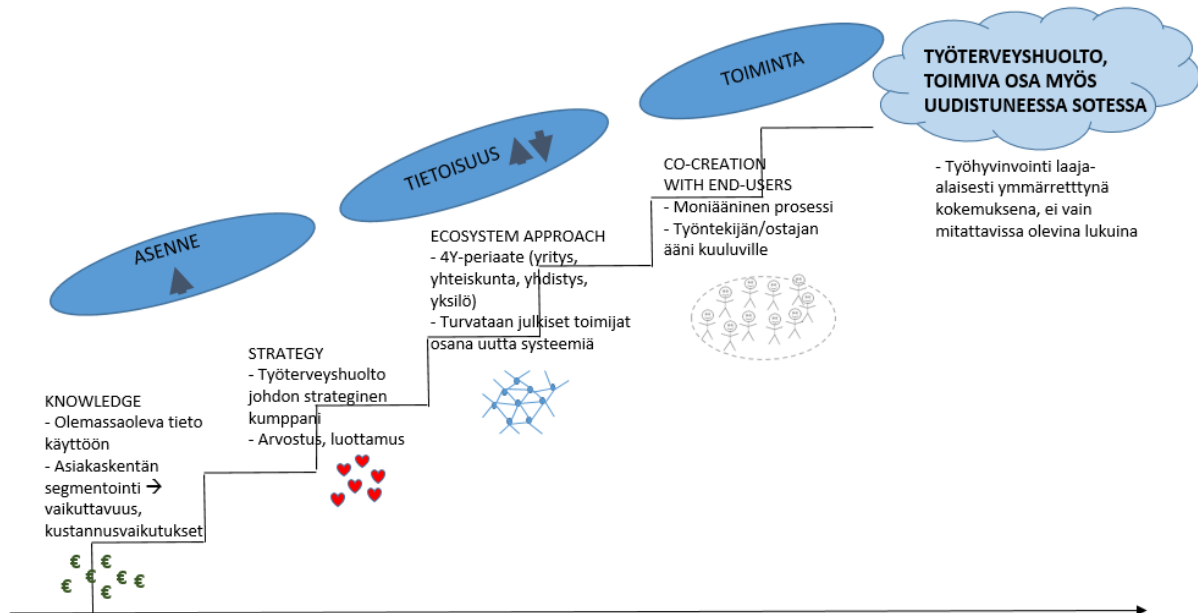 TYÖTERVEYSHUOLTO,
TOIMIVA OSA MYÖS
UUDISTUNEESSA SOTESSA
- Työhyvinvointi laaja-
alaisesti ymmärretttynä
kokemuksena, ei vain
mitattavissa olevina lukuina
TOIMINTA
CO-CREATION
WITH END-USERS
- Moniääninen prosessi
- Työntekijän/ostajan
ääni kuuluville
TIETOISUUS
ECOSYSTEM APPROACH
- 4Y-periaate (yritys,
yhteiskunta, yhdistys,
yksilö)
- Turvataan julkiset toimijat
osana uutta systeemiä
ASENNE
STRATEGY
- Työterveyshuolto
johdon strateginen
kumppani
- Arvostus, luottamus
KNOWLEDGE
- Olemassaoleva tieto
käyttöön
- Asiakaskentän
segmentointi →
vaikuttavuus,
kustannusvaikutukset
€ € € € € € €